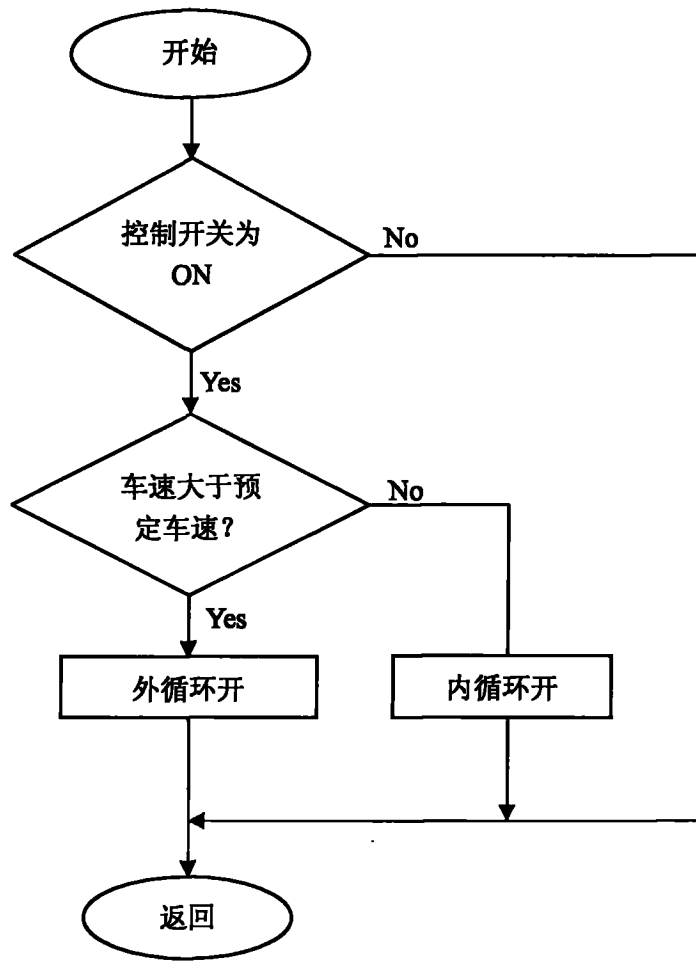 开始
控制开关为
ON
No
Yes
车速大于预
定车速?
No
Yes
外循环开
内循环开
返回